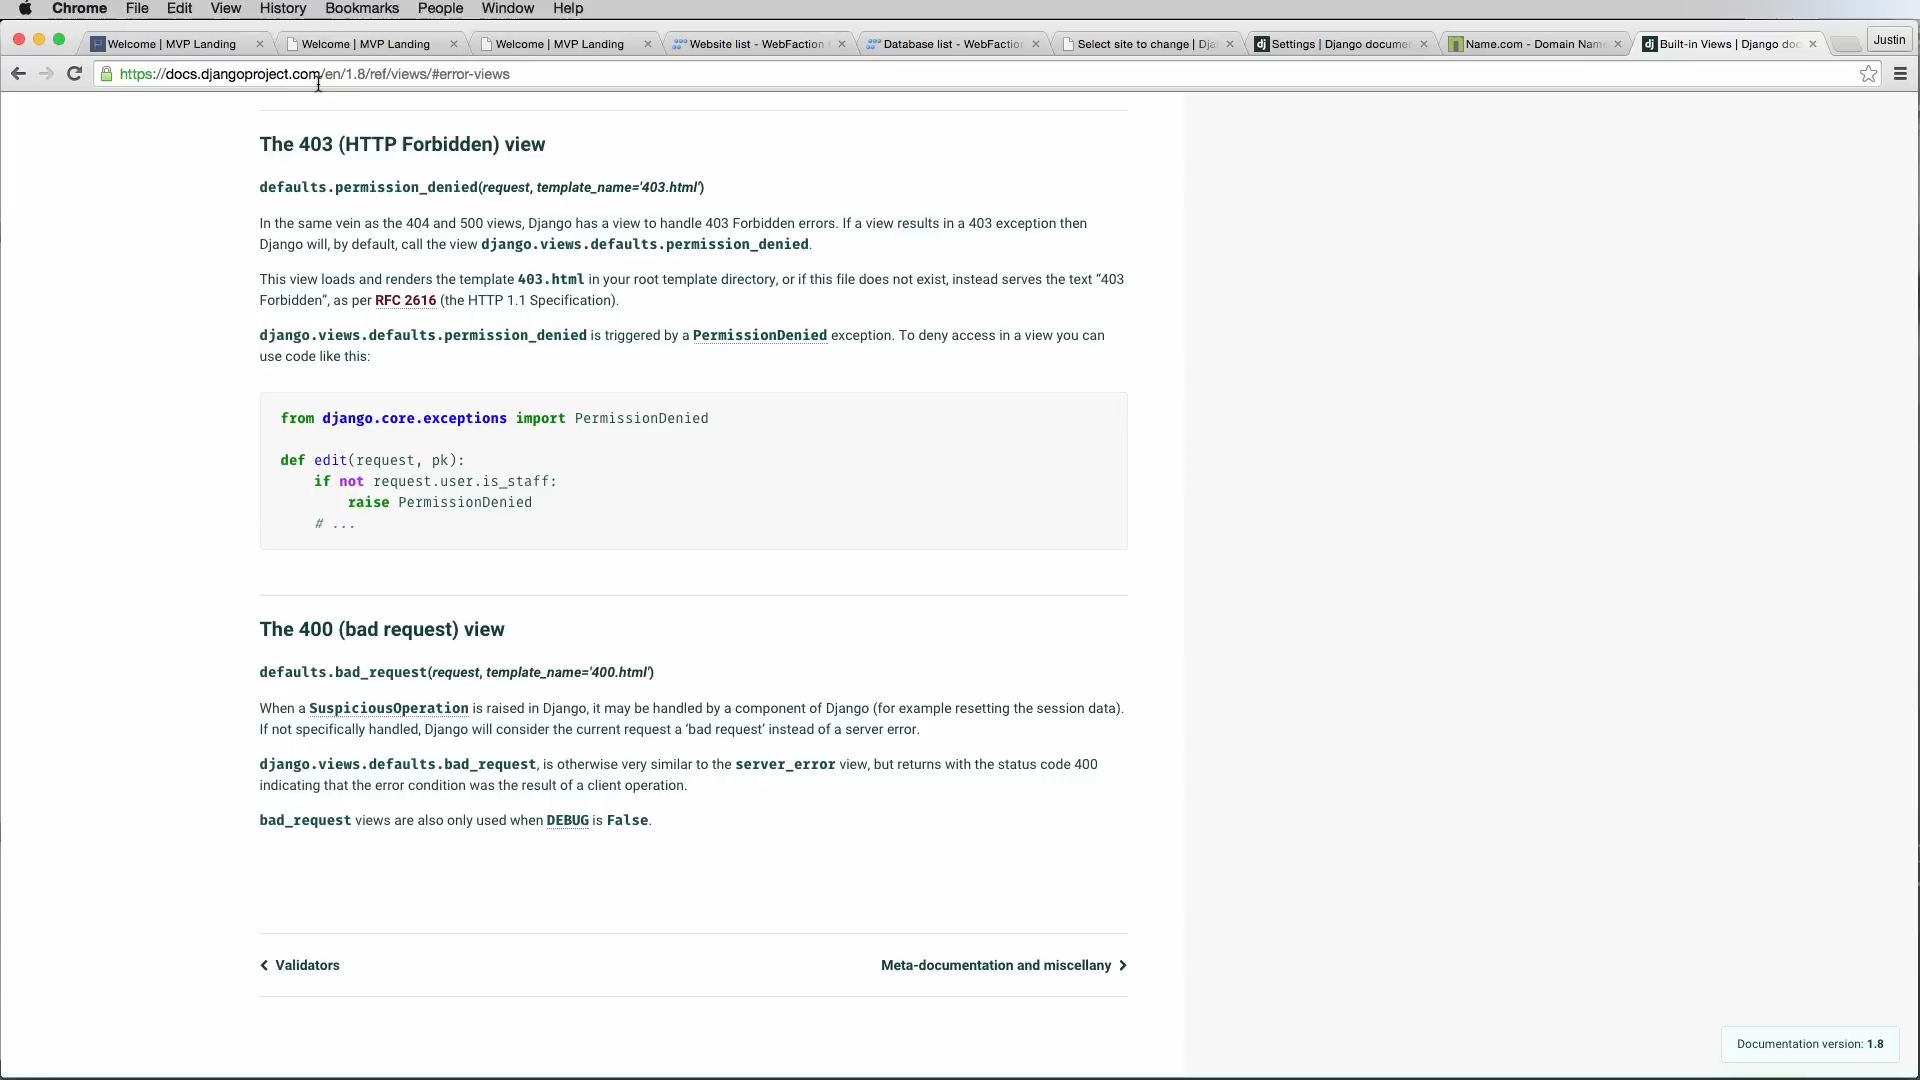 Chrome File Edit View History Bookmarks People Window Help
Welcome | MVP Landing
Welcome | MVP Landing
Welcome | MVP Landing
Website list - WebFaction
Database list - WebFactio
Select site to change | Dja
Settings | Django docume
Name.com - Domain Nam
Built-in Views | Django doc
Justin
https://docs.djangoproject.com/en/1.8/ref/views/#error-views
The 403 (HTTP Forbidden) view
defaults.permission_denied(request, template_name='403.html')
In the same vein as the 404 and 500 views, Django has a view to handle 403 Forbidden errors. If a view results in a 403 exception then
Django will, by default, call the view django.views.defaults.permission_denied.
This view loads and renders the template 403.html in your root template directory, or if this file does not exist, instead serves the text “403
Forbidden”, as per RFC 2616 (the HTTP 1.1 Specification).
django.views.defaults.permission_denied is triggered by a PermissionDenied exception. To deny access in a view you can
use code like this:
from django.core.exceptions import PermissionDenied
def edit(request, pk):
    if not request.user.is_staff:
        raise PermissionDenied
    # ...
The 400 (bad request) view
defaults.bad_request(request, template_name='400.html')
When a SuspiciousOperation is raised in Django, it may be handled by a component of Django (for example resetting the session data).
If not specifically handled, Django will consider the current request a ‘bad request’ instead of a server error.
django.views.defaults.bad_request, is otherwise very similar to the server_error view, but returns with the status code 400
indicating that the error condition was the result of a client operation.
bad_request views are also only used when DEBUG is False.
Validators
Meta-documentation and miscellany
Documentation version: 1.8